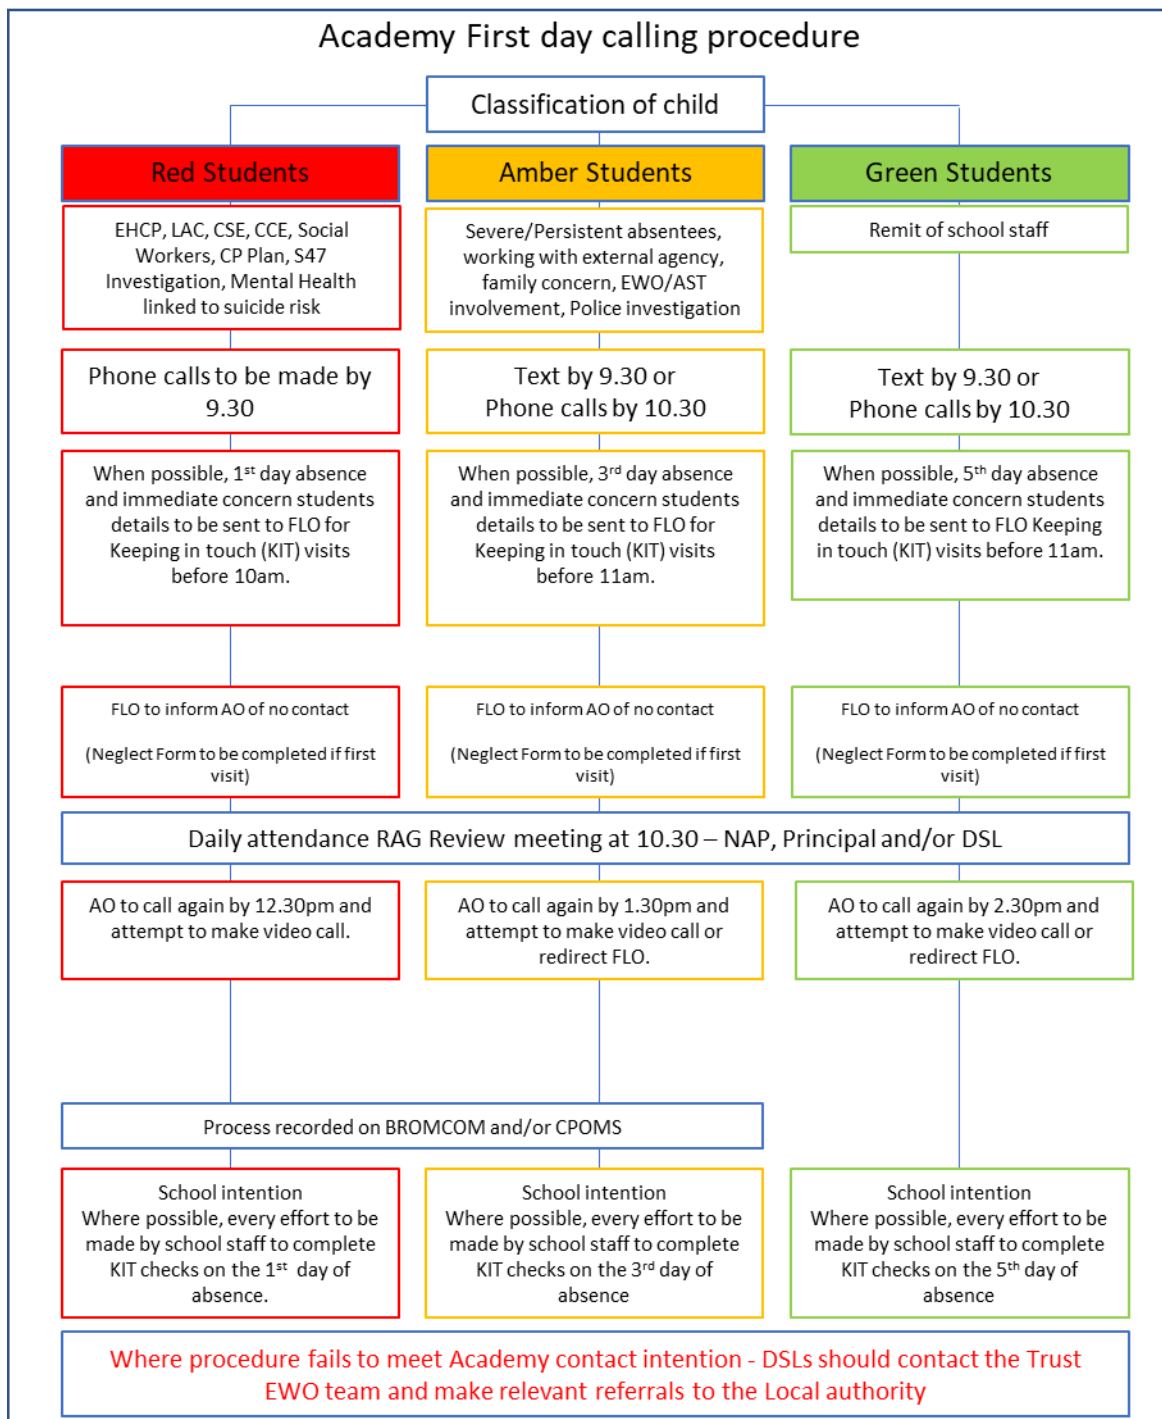 Academy First day calling procedure
Classification of child
Red Students
Amber Students
Green Students
EHCP, LAC, CSE, CCE, Social
Workers, CP Plan, S47
Investigation, Mental Health
linked to suicide risk
Severe/Persistent absentees,
working with external agency,
family concern, EWO/AST
involvement, Police investigation
Remit of school staff
Phone calls to be made by
9.30
Text by 9.30 or
Phone calls by 10.30
Text by 9.30 or
Phone calls by 10.30
When possible, 1st day absence
and immediate concern students
details to be sent to FLO for
Keeping in touch (KIT) visits
before 10am.
When possible, 3rd day absence
and immediate concern students
details to be sent to FLO for
Keeping in touch (KIT) visits
before 11am.
When possible, 5th day absence
and immediate concern students
details to be sent to FLO Keeping
in touch (KIT) visits before 11am.
FLO to inform AO of no contact
(Neglect Form to be completed if first
visit)
FLO to inform AO of no contact
(Neglect Form to be completed if first
visit)
FLO to inform AO of no contact
(Neglect Form to be completed if first
visit)
Daily attendance RAG Review meeting at 10.30 – NAP, Principal and/or DSL
AO to call again by 12.30pm and
attempt to make video call.
AO to call again by 1.30pm and
attempt to make video call or
redirect FLO.
AO to call again by 2.30pm and
attempt to make video call or
redirect FLO.
Process recorded on BROMCOM and/or CPOMS
School intention
Where possible, every effort to be
made by school staff to complete
KIT checks on the 1st day of
absence.
School intention
Where possible, every effort to be
made by school staff to complete
KIT checks on the 3rd day of
absence
School intention
Where possible, every effort to be
made by school staff to complete
KIT checks on the 5th day of
absence
Where procedure fails to meet Academy contact intention - DSLs should contact the Trust
EWO team and make relevant referrals to the Local authority